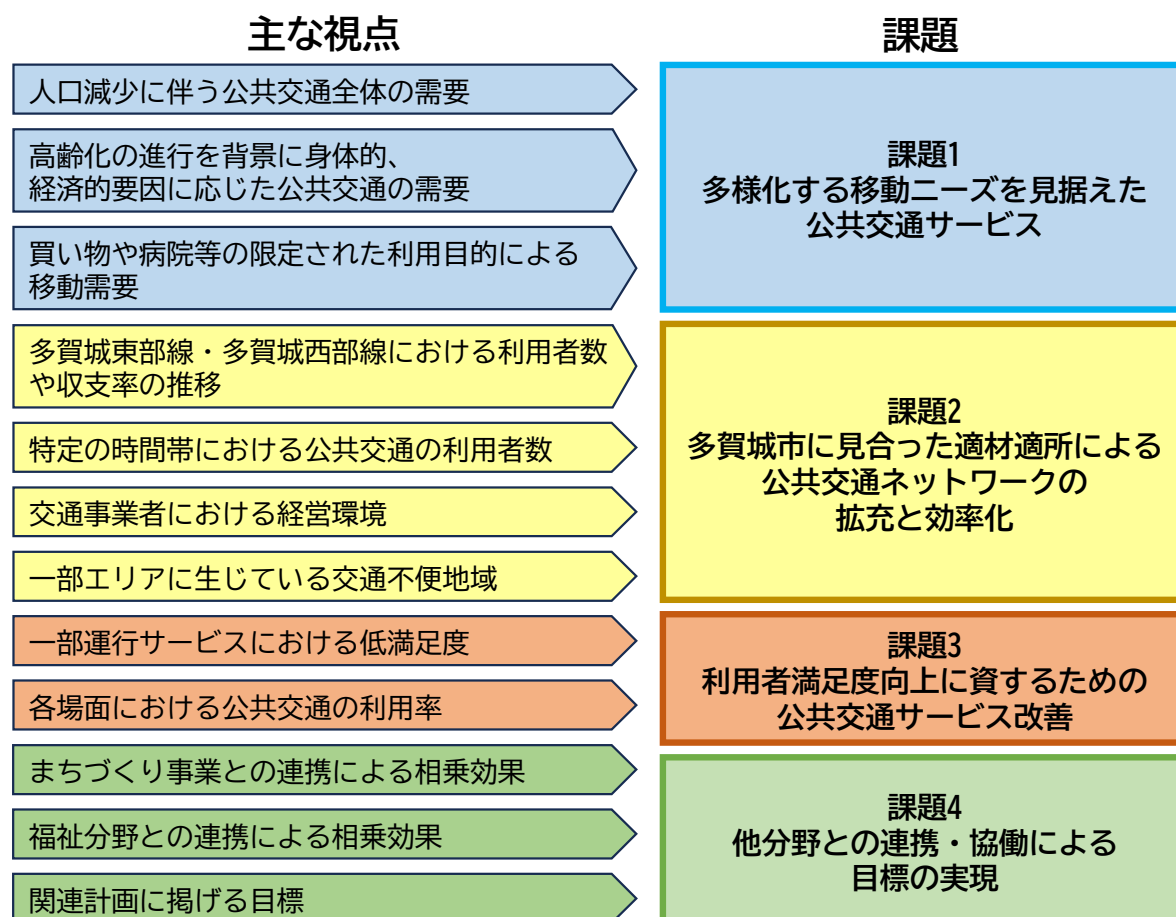 主な視点
人口減少に伴う公共交通全体の需要
高齢化の進行を背景に身体的、
経済的要因に応じた公共交通の需要
買い物や病院等の限定された利用目的による
移動需要
多賀城東部線・多賀城西部線における利用者数
や収支率の推移
特定の時間帯における公共交通の利用者数
交通事業者における経営環境
一部エリアに生じている交通不便地域
一部運行サービスにおける低満足度
各場面における公共交通の利用率
まちづくり事業との連携による相乗効果
福祉分野との連携による相乗効果
関連計画に掲げる目標
課題
課題1
多様化する移動ニーズを見据えた
公共交通サービス
課題2
多賀城市に見合った適材適所による
公共交通ネットワークの
拡充と効率化
課題3
利用者満足度向上に資するための
公共交通サービス改善
課題4
他分野との連携・協働による
目標の実現